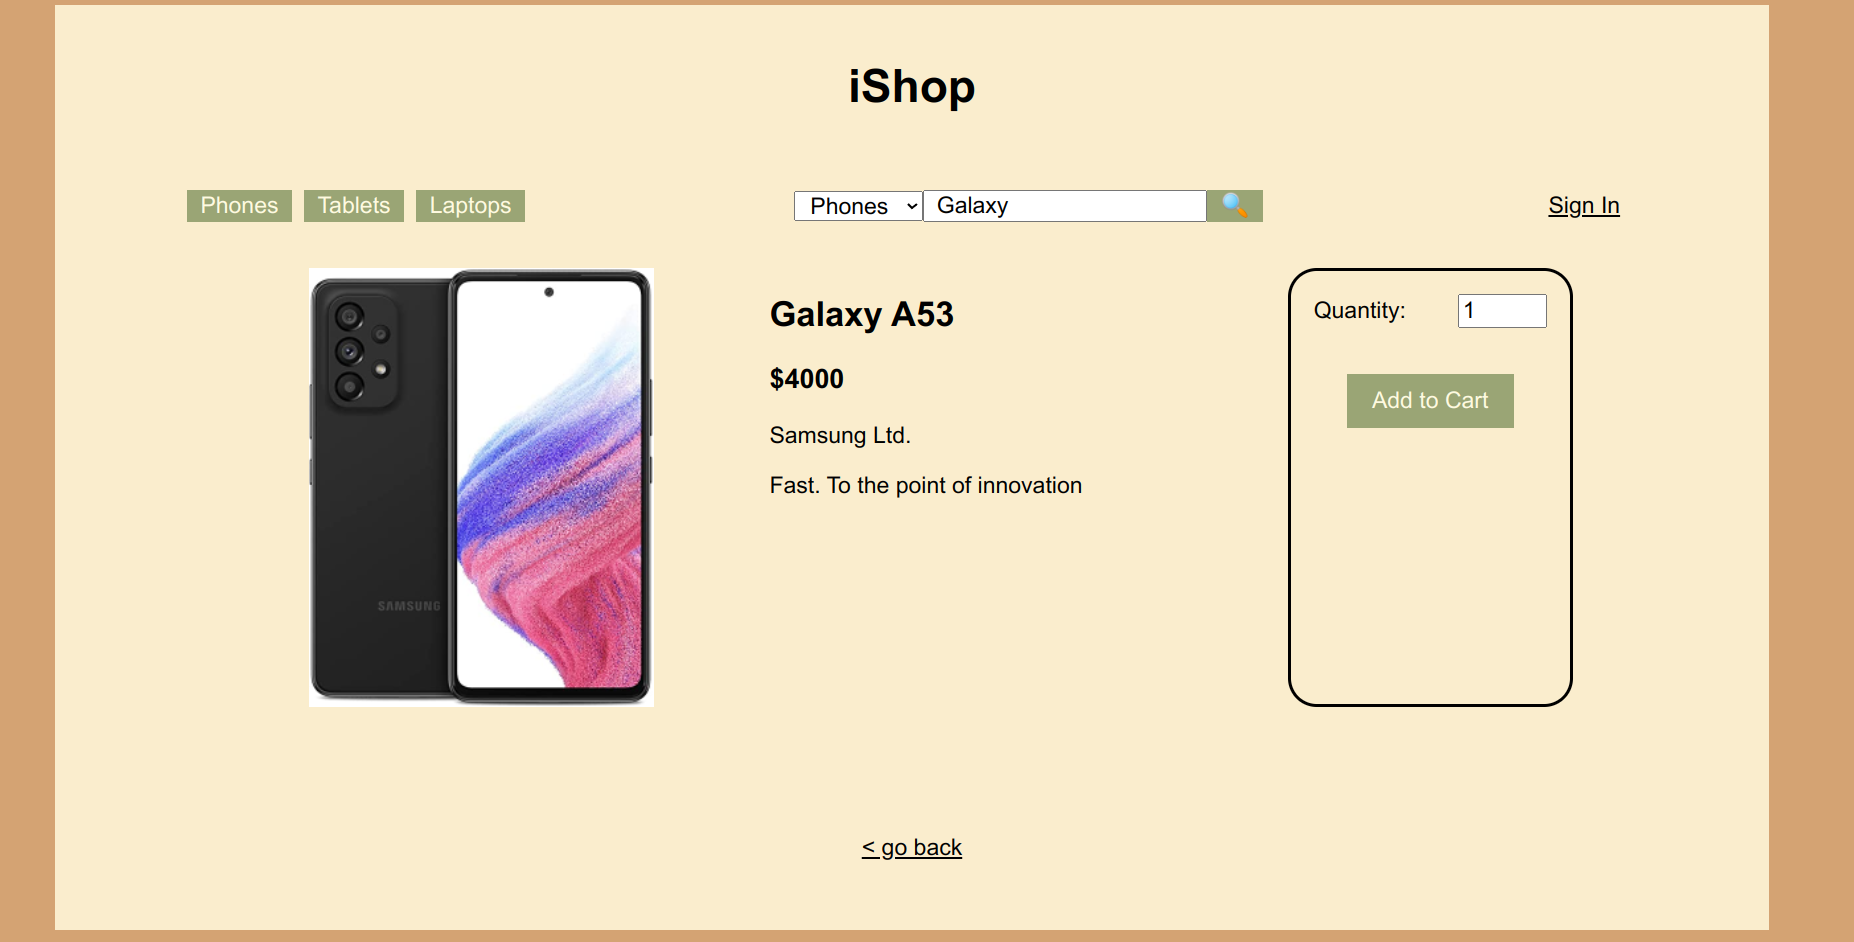 iShop
Phones Tablets Laptops
Phones Galaxy
Sign In
SAMSUNG
Galaxy A53
$4000
Samsung Ltd.
Fast. To the point of innovation
Quantity: 1
Add to Cart
< go back